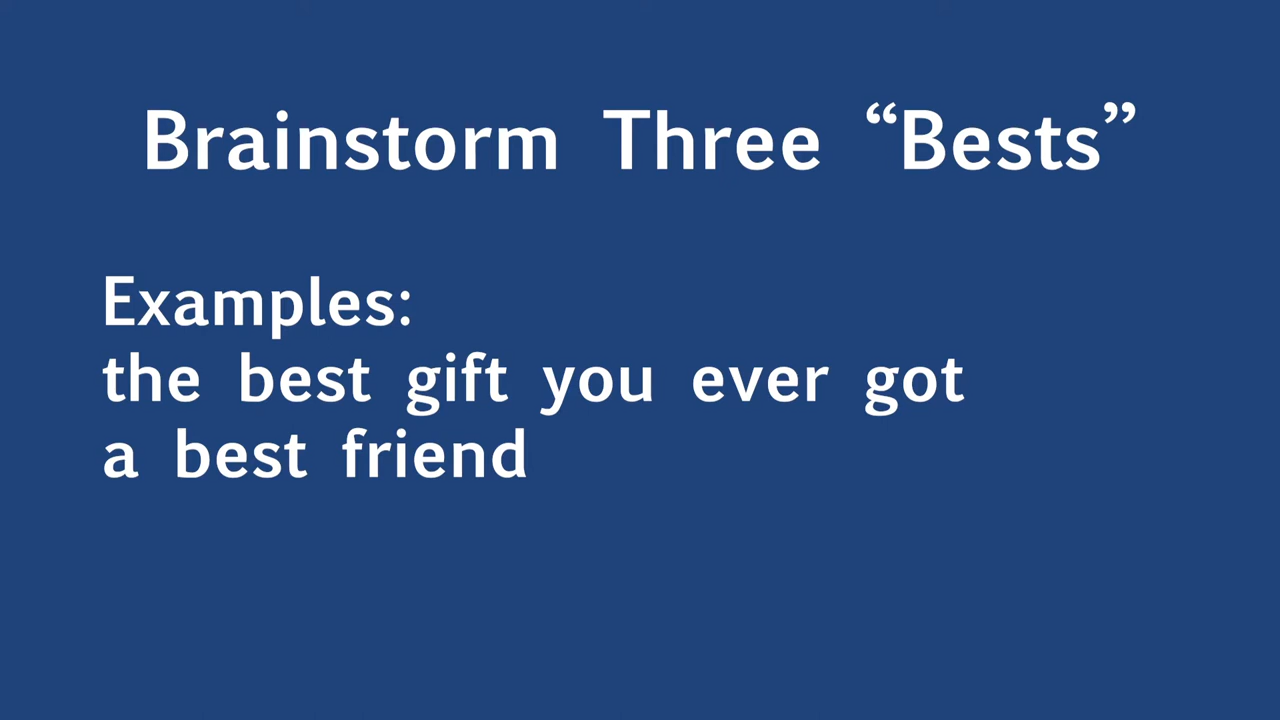 Brainstorm Three “Bests”
Examples:
the best gift you ever got
a best friend